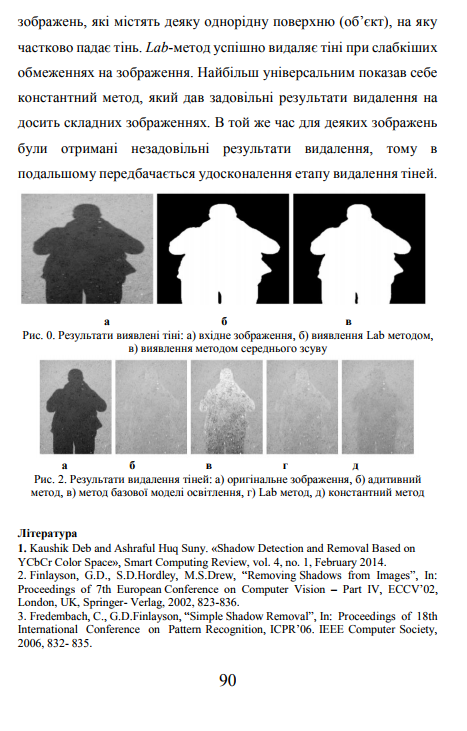 зображень, які містять деяку однорідну поверхню (об’єкт), на яку
частково падає тінь. Lab-метод успішно видаляє тіні при слабкіших
обмеженнях на зображення. Найбільш універсальним показав себе
константний метод, який дав задовільні результати видалення на
досить складних зображеннях. В той же час для деяких зображень
були отримані незадовільні результати видалення, тому в
подальшому передбачається удосконалення етапу видалення тіней.
а б в
Рис. 0. Результати виявлені тіні: а) вхідне зображення, б) виявлення Lab методом,
в) виявлення методом середнього зсуву
а б в г д
Рис. 2. Результати видалення тіней: а) оригінальне зображення, б) адитивний
метод, в) метод базової моделі освітлення, г) Lab метод, д) константний метод
Література
1. Kaushik Deb and Ashraful Huq Suny. «Shadow Detection and Removal Based on
YCbCr Color Space», Smart Computing Review, vol. 4, no. 1, February 2014.
2. Finlayson, G.D., S.D.Hordley, M.S.Drew, “Removing Shadows from Images”, In:
Proceedings of 7th European Conference on Computer Vision – Part IV, ECCV’02,
London, UK, Springer- Verlag, 2002, 823-836.
3. Fredembach, C., G.D.Finlayson, “Simple Shadow Removal”, In: Proceedings of 18th
International Conference on Pattern Recognition, ICPR’06. IEEE Computer Society,
2006, 832- 835.
90